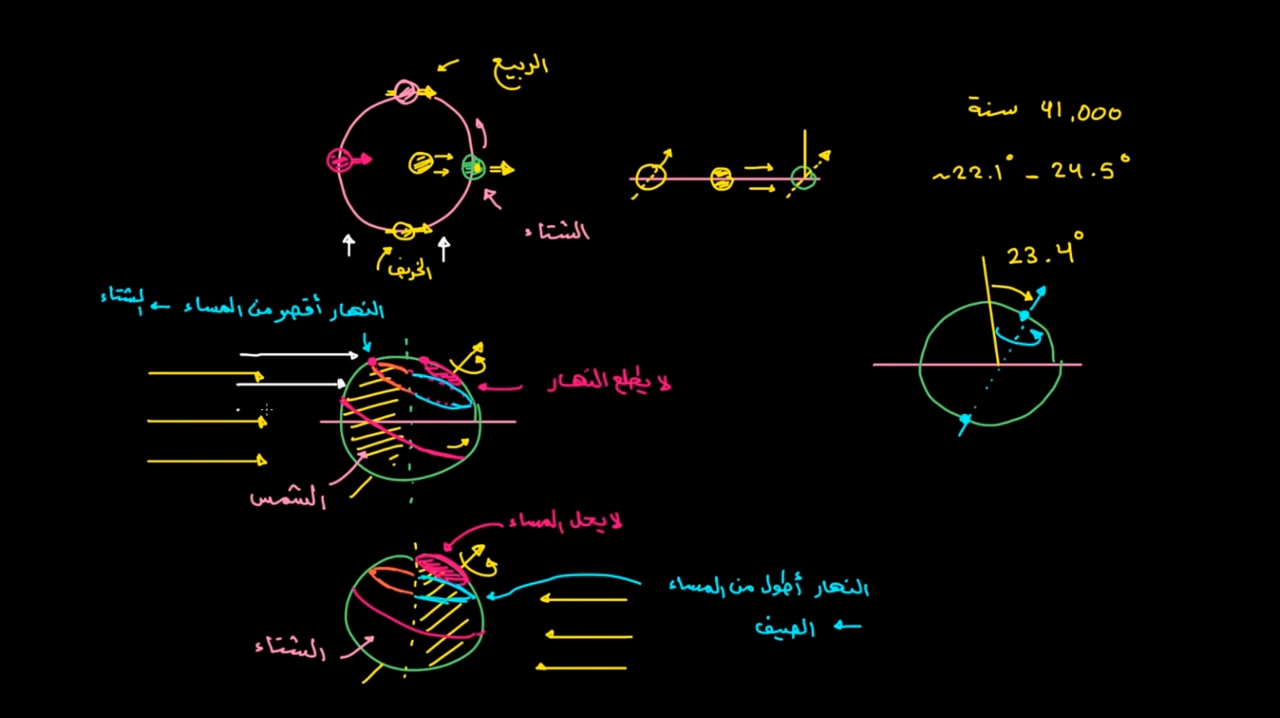 الربيع
41,000 سنة
~22.1° - 24.5°
الشتاء
23.4°
الخريف
النهار أقصر من المساء ← الشتاء
لا يطلع النهار
الشمس
لا يحل المساء
النهار أطول من المساء
← الصيف
الشتاء